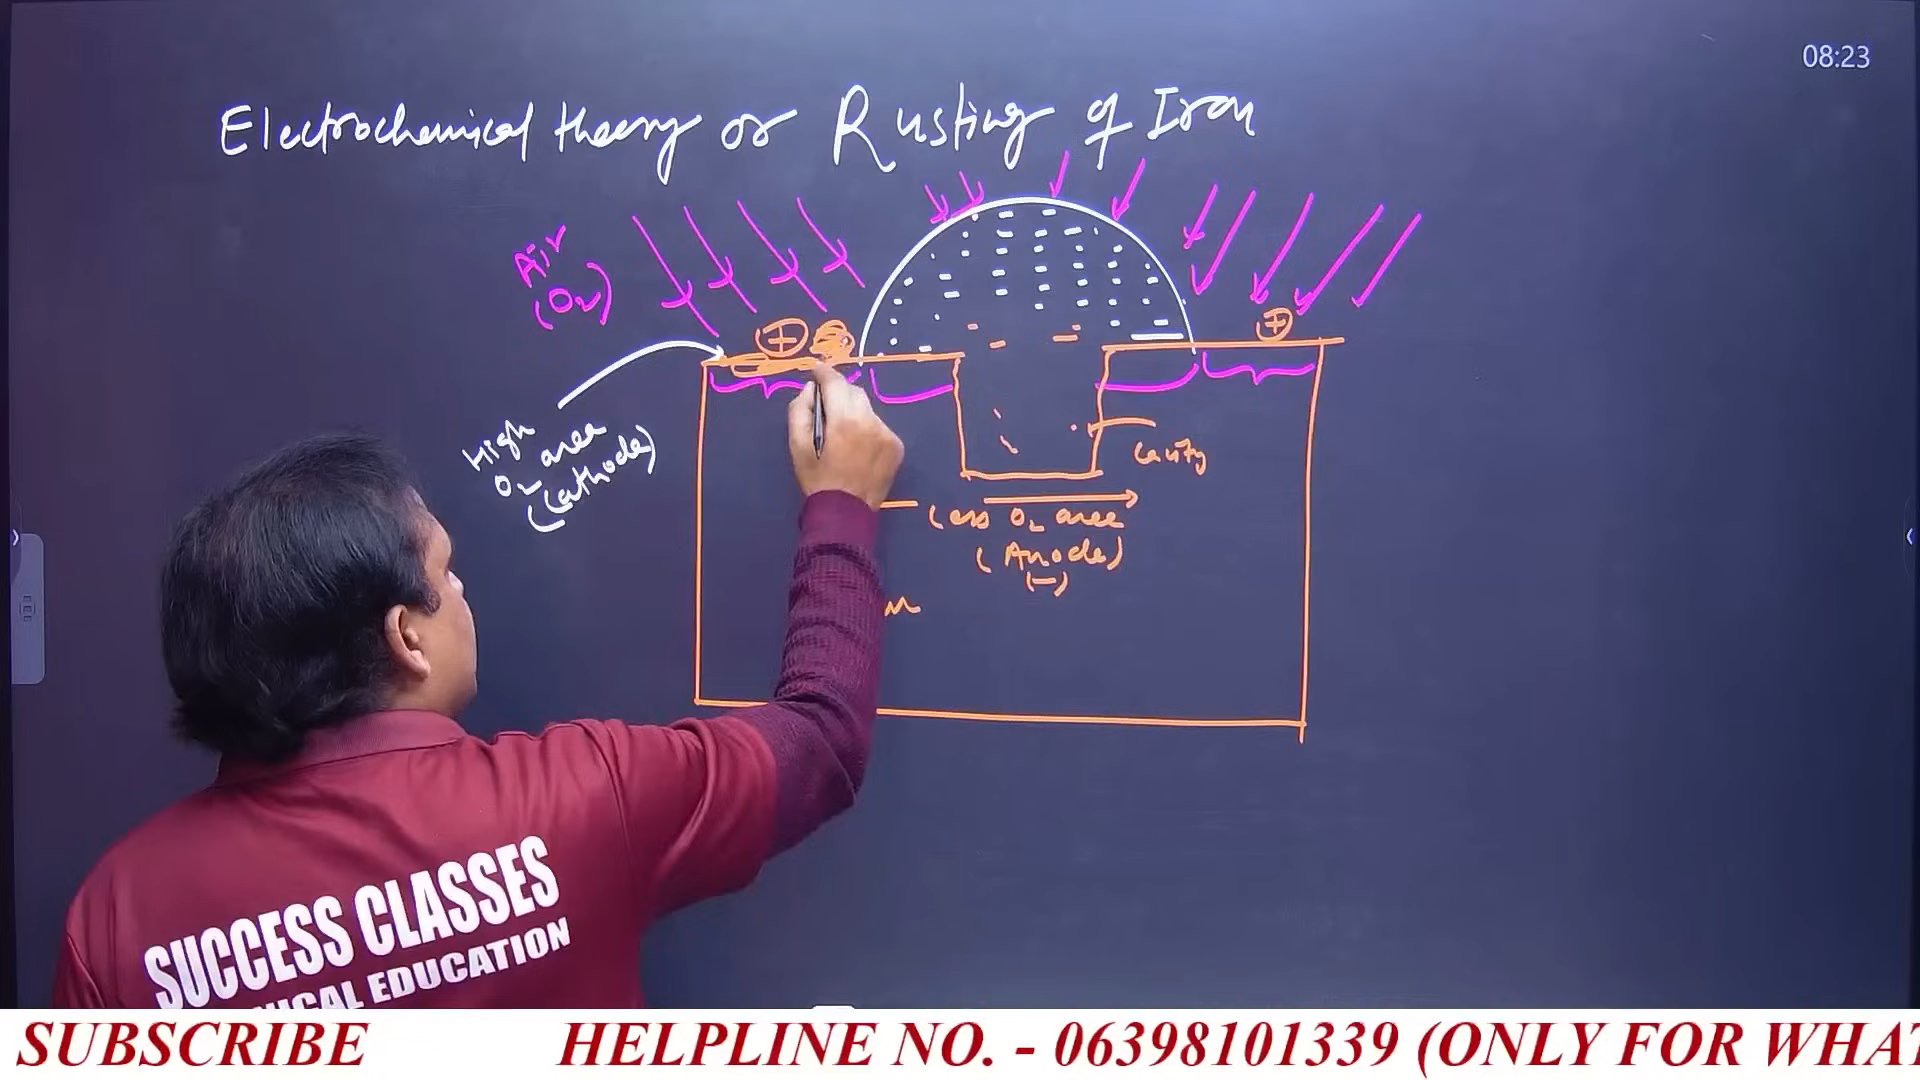 08:23
Electrochemical theory or Rusting of Iron
Air
(O₂)
+
+
High
O₂ area
(Cathode)
Cavity
Less O₂ area
(Anode)
(-)
SUCCESS CLASSES
EDUCATION
SUBSCRIBE HELPLINE NO. - 06398101339 (ONLY FOR WHAT